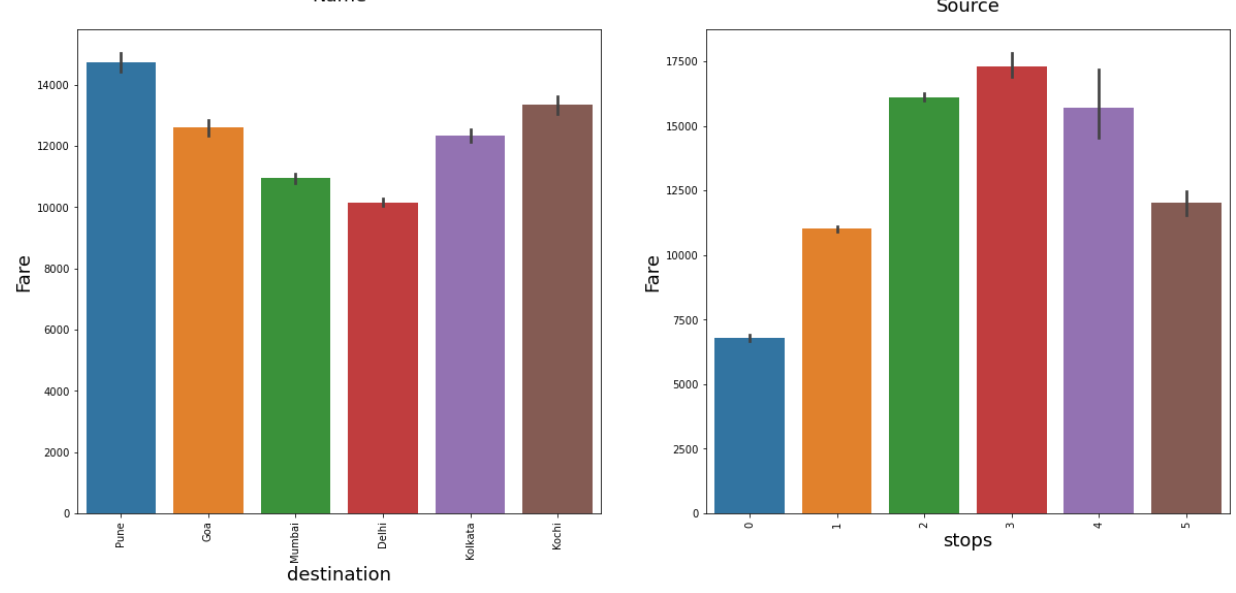 Name
Source
14000
12000
10000
8000
6000
4000
2000
0
Fare
Pune
Goa
Mumbai
Delhi
Kolkata
Kochi
destination
17500
15000
12500
10000
7500
5000
2500
0
Fare
0
1
2
3
4
5
stops